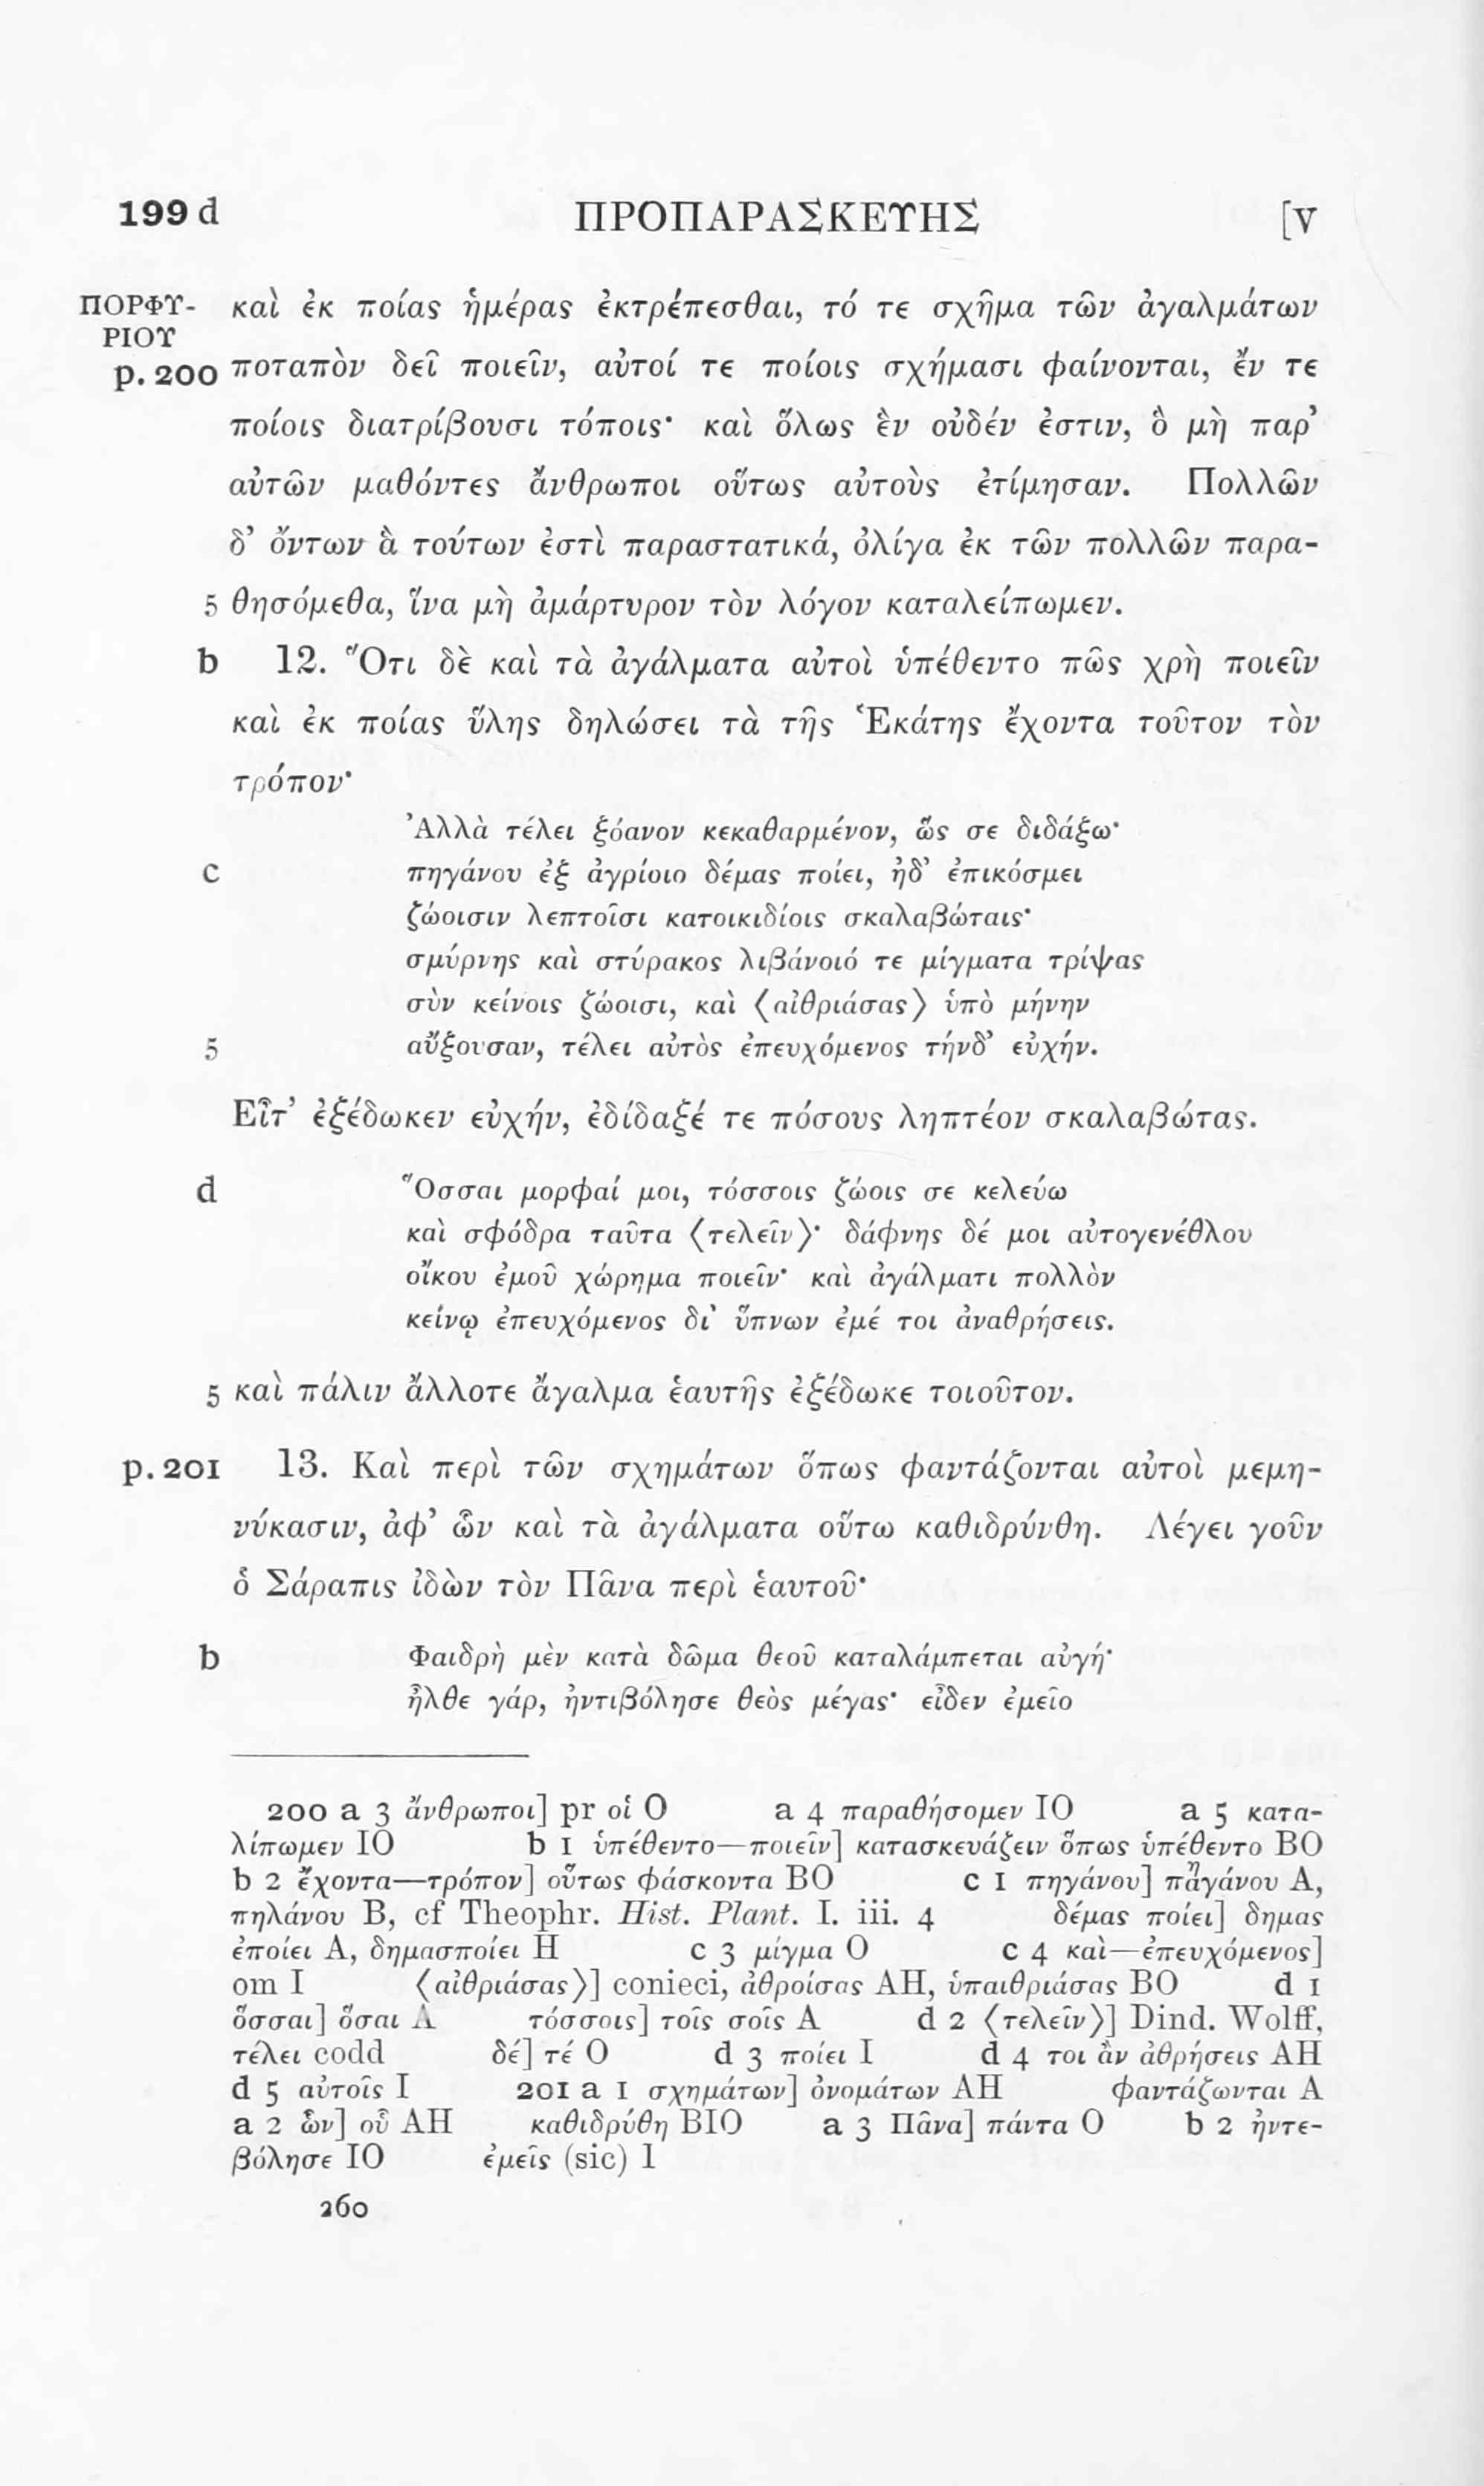 199 d ΠΡΟΠΑΡΑΣΚΕΥΗΣ [V
ΠΟΡΦΥ- καὶ ἐκ ποίας ἡμέρας ἐκτρέπεσθαι, τό τε σχῆμα τῶν ἀγαλμάτων
ΡΙΟΥ
p. 200 ποταπὸν δεῖ ποιεῖν, αὐτοί τε ποίοις σχήμασι φαίνονται, ἔν τε
ποίοις διατρίβουσι τόποις· καὶ ὅλως ἓν οὐδέν ἐστιν, ὃ μὴ παρ’
αὐτῶν μαθόντες ἄνθρωποι οὕτως αὐτοὺς ἐτίμησαν. Πολλῶν
δ’ ὄντων ἃ τούτων ἐστὶ παραστατικά, ὀλίγα ἐκ τῶν πολλῶν παρα-
5 θησόμεθα, ἵνα μὴ ἀμάρτυρον τὸν λόγον καταλείπωμεν.
b 12. Ὅτι δὲ καὶ τὰ ἀγάλματα αὐτοὶ ὑπέθεντο πῶς χρὴ ποιεῖν
καὶ ἐκ ποίας ὕλης δηλώσει τὰ τῆς Ἑκάτης ἔχοντα τοῦτον τὸν
τρόπον·
Ἀλλὰ τέλει ξόανον κεκαθαρμένον, ὥς σε διδάξω·
c πηγάνου ἐξ ἀγρίοιο δέμας ποίει, ἠδ’ ἐπικόσμει
ζώοισιν λεπτοῖσι κατοικιδίοις σκαλαβώταις·
σμύρνης καὶ στύρακος λιβάνοιό τε μίγματα τρίψας
σὺν κείνοις ζώοισι, καὶ ⟨αἰθριάσας⟩ ὑπὸ μήνην
5 αὔξουσαν, τέλει αὐτὸς ἐπευχόμενος τήνδ’ εὐχήν.
Εἶτ’ ἐξέδωκεν εὐχήν, ἐδίδαξέ τε πόσους ληπτέον σκαλαβώτας.
d Ὅσσαι μορφαί μοι, τόσσοις ζώοις σε κελεύω
καὶ σφόδρα ταῦτα ⟨τελεῖν⟩· δάφνης δέ μοι αὐτογενέθλου
οἴκου ἐμοῦ χώρημα ποιεῖν· καὶ ἀγάλματι πολλὸν
κείνῳ ἐπευχόμενος δι’ ὕπνων ἐμέ τοι ἀναθρήσεις.
5 καὶ πάλιν ἄλλοτε ἄγαλμα ἑαυτῆς ἐξέδωκε τοιοῦτον.
p. 201 13. Καὶ περὶ τῶν σχημάτων ὅπως φαντάζονται αὐτοὶ μεμη-
νύκασιν, ἀφ’ ὧν καὶ τὰ ἀγάλματα οὕτω καθιδρύνθη. Λέγει γοῦν
ὁ Σάραπις ἰδὼν τὸν Πᾶνα περὶ ἑαυτοῦ·
b Φαιδρὴ μὲν κατὰ δῶμα θεοῦ καταλάμπεται αὐγή·
ἦλθε γάρ, ἠντιβόλησε θεὸς μέγας· εἶδεν ἐμεῖο
200 a 3 ἄνθρωποι] pr οἱ O a 4 παραθήσομεν IO a 5 κατα-
λίπωμεν IO b 1 ὑπέθεντο—ποιεῖν] κατασκευάζειν ὅπως ὑπέθεντο BO
b 2 ἔχοντα—τρόπον] οὕτως φάσκοντα BO c 1 πηγάνου] πἀγάνου A,
πηλάνου B, cf Theophr. Hist. Plant. I. iii. 4 δέμας ποίει] δημας
ἐποίει A, δημασποίει H c 3 μίγμα O c 4 καὶ—ἐπευχόμενος]
om I ⟨αἰθριάσας⟩] conieci, ἀθροίσας AH, ὑπαιθριάσας BO d 1
ὅσσαι] ὅσαι A τόσσοις] τοῖς σοῖς A d 2 ⟨τελεῖν⟩] Dind. Wolff,
τέλει codd δέ] τέ O d 3 ποίει I d 4 τοι ἂν ἀθρήσεις AH
d 5 αὐτοῖς I 201 a 1 σχημάτων] ὀνομάτων AH φαντάζωνται A
a 2 ὧν] οὗ AH καθιδρύθη BIO a 3 Πᾶνα] πάντα O b 2 ἠντε-
βόλησε IO ἐμεῖς (sic) I
260